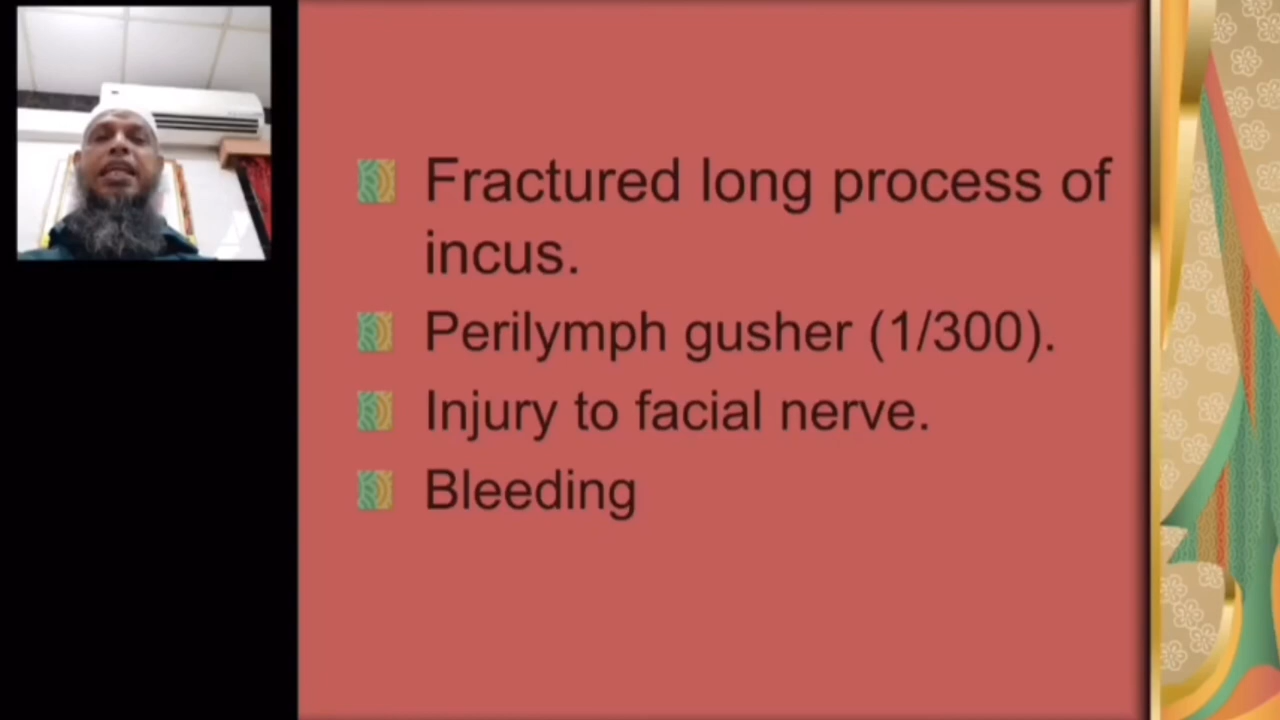 Fractured long process of
incus.
Perilymph gusher (1/300).
Injury to facial nerve.
Bleeding